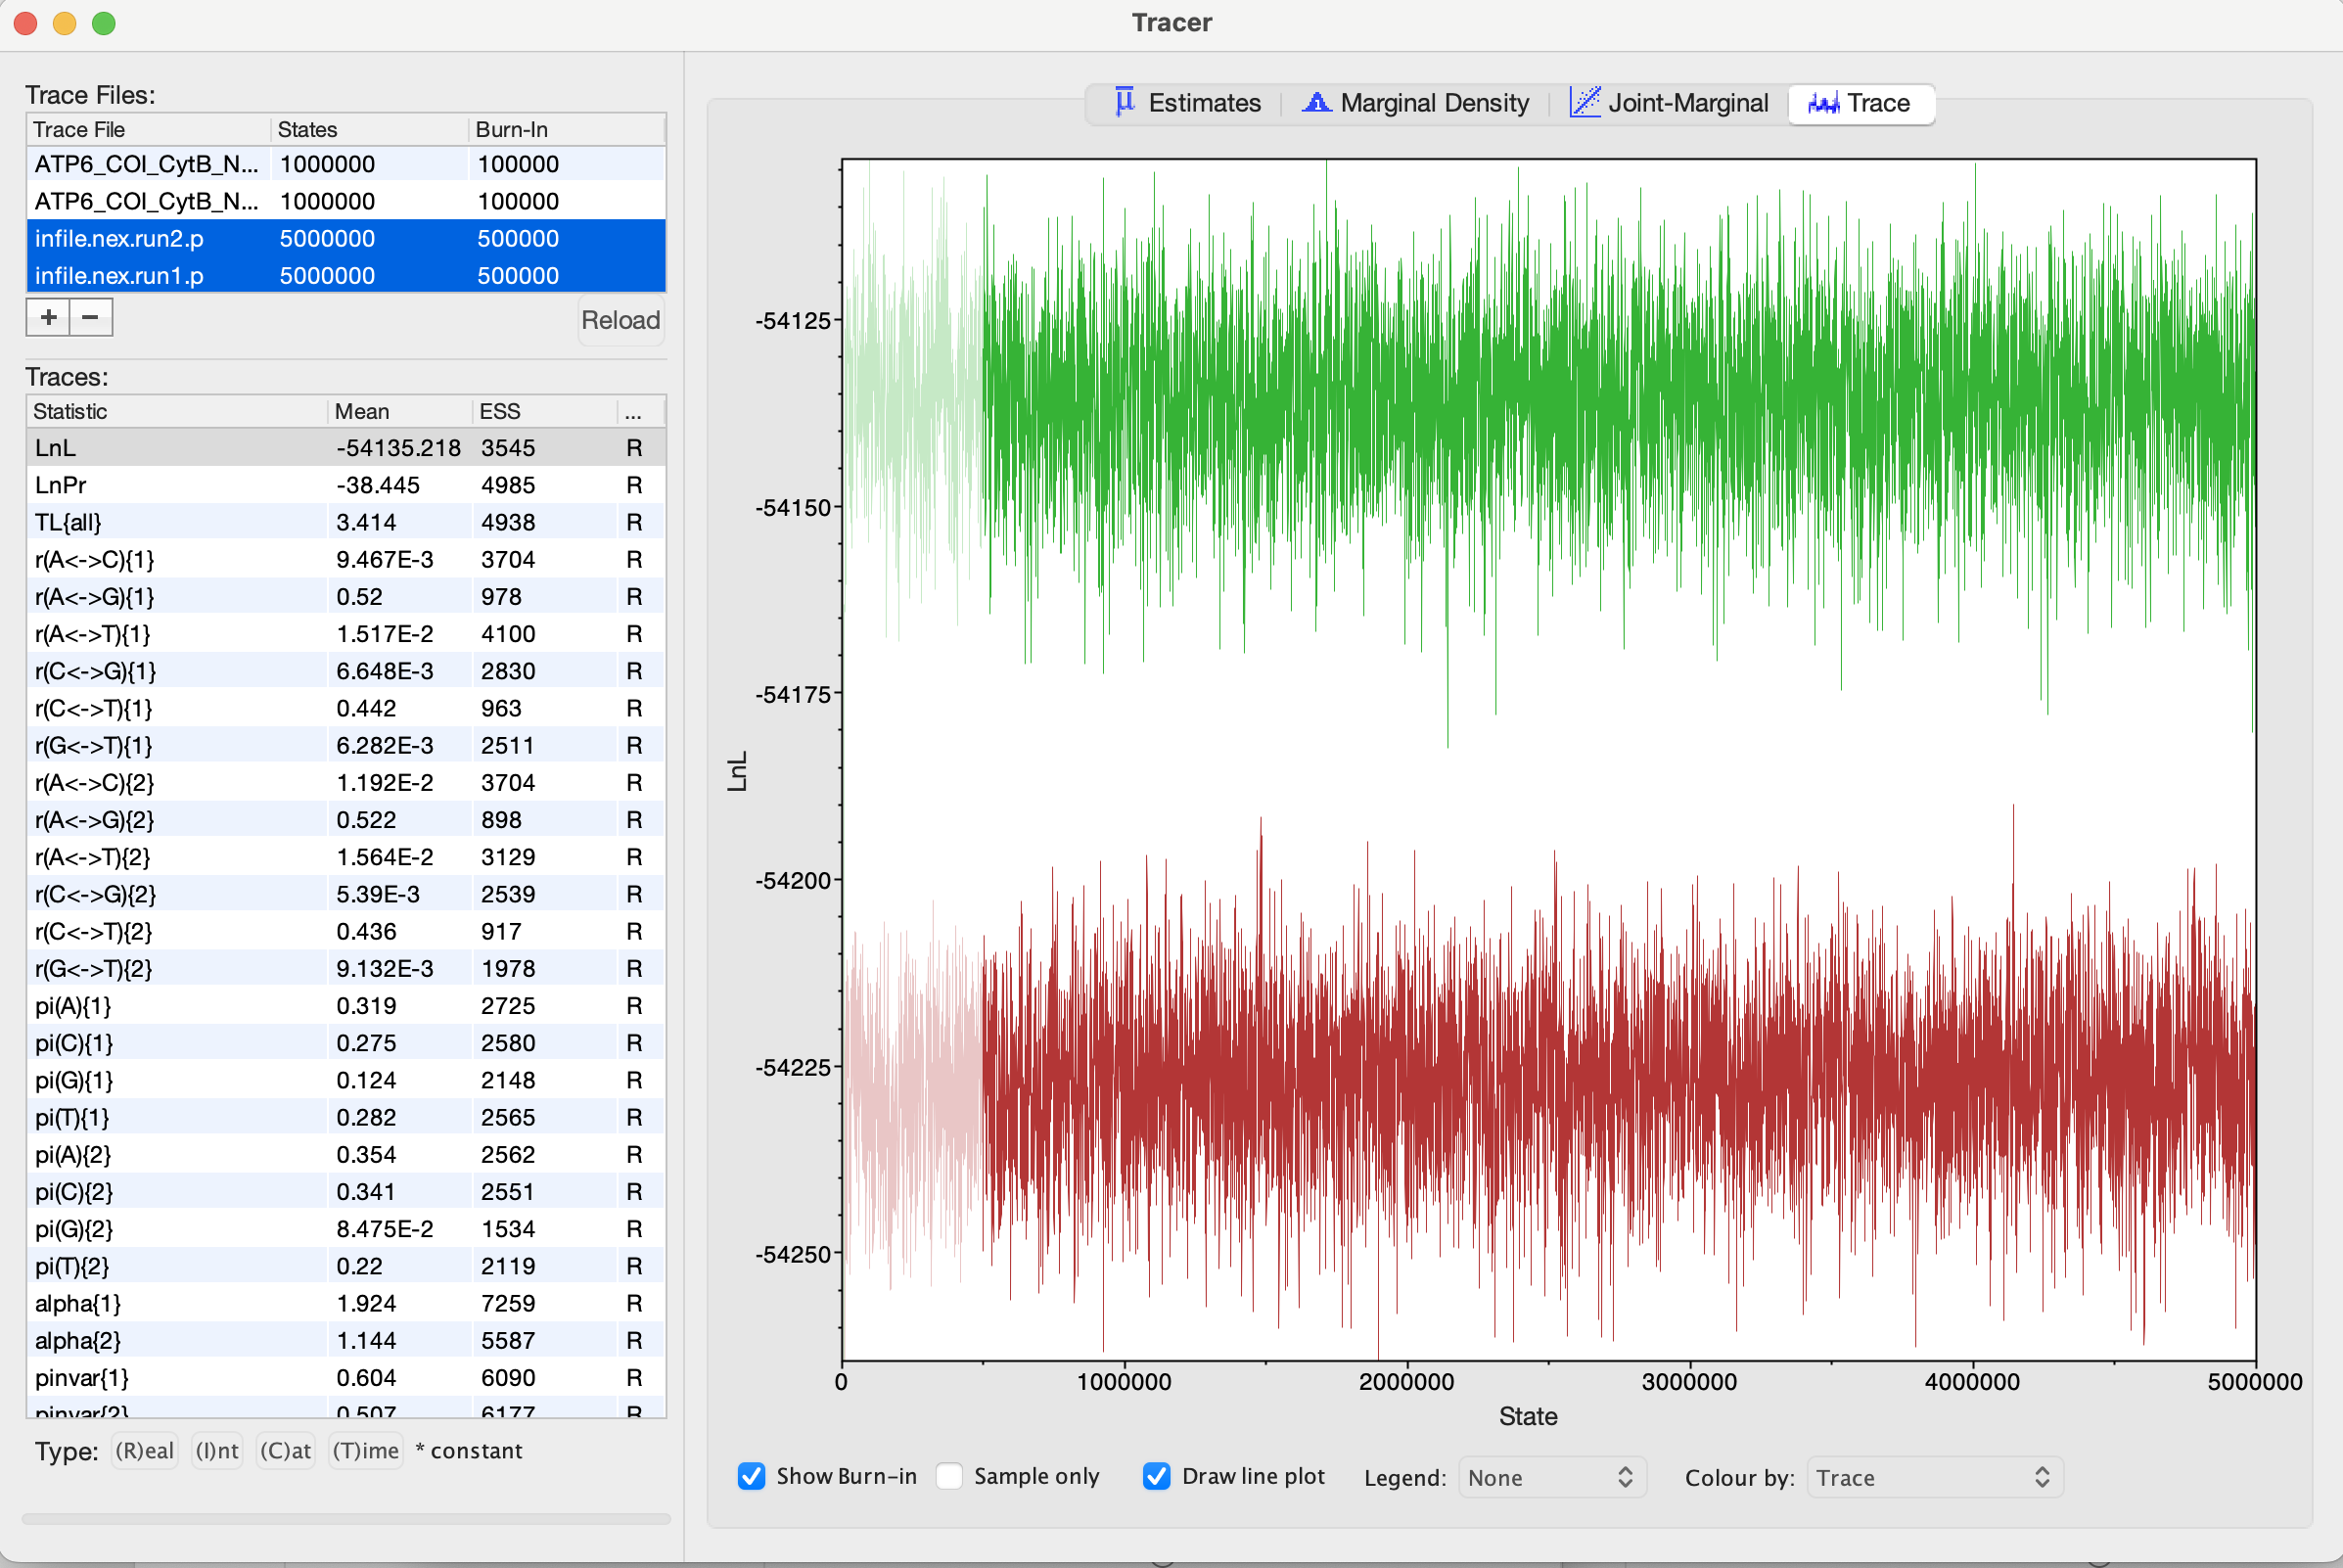 Tracer
Trace Files:
Trace File States Burn-In
ATP6_COI_CytB_N... 1000000 100000
ATP6_COI_CytB_N... 1000000 100000
infile.nex.run2.p 5000000 500000
infile.nex.run1.p 5000000 500000
+ −
Reload
Traces:
Statistic Mean ESS ...
LnL -54135.218 3545 R
LnPr -38.445 4985 R
TL{all} 3.414 4938 R
r(A<->C){1} 9.467E-3 3704 R
r(A<->G){1} 0.52 978 R
r(A<->T){1} 1.517E-2 4100 R
r(C<->G){1} 6.648E-3 2830 R
r(C<->T){1} 0.442 963 R
r(G<->T){1} 6.282E-3 2511 R
r(A<->C){2} 1.192E-2 3704 R
r(A<->G){2} 0.522 898 R
r(A<->T){2} 1.564E-2 3129 R
r(C<->G){2} 5.39E-3 2539 R
r(C<->T){2} 0.436 917 R
r(G<->T){2} 9.132E-3 1978 R
pi(A){1} 0.319 2725 R
pi(C){1} 0.275 2580 R
pi(G){1} 0.124 2148 R
pi(T){1} 0.282 2565 R
pi(A){2} 0.354 2562 R
pi(C){2} 0.341 2551 R
pi(G){2} 8.475E-2 1534 R
pi(T){2} 0.22 2119 R
alpha{1} 1.924 7259 R
alpha{2} 1.144 5587 R
pinvar{1} 0.604 6090 R
pinvar{2} 0.507 6177 R
Type: (R)eal (I)nt (C)at (T)ime * constant
Estimates Marginal Density Joint-Marginal Trace
-54125
-54150
-54175
LnL
-54200
-54225
-54250
0 1000000 2000000 3000000 4000000 5000000
State
Show Burn-in Sample only Draw line plot Legend: None Colour by: Trace